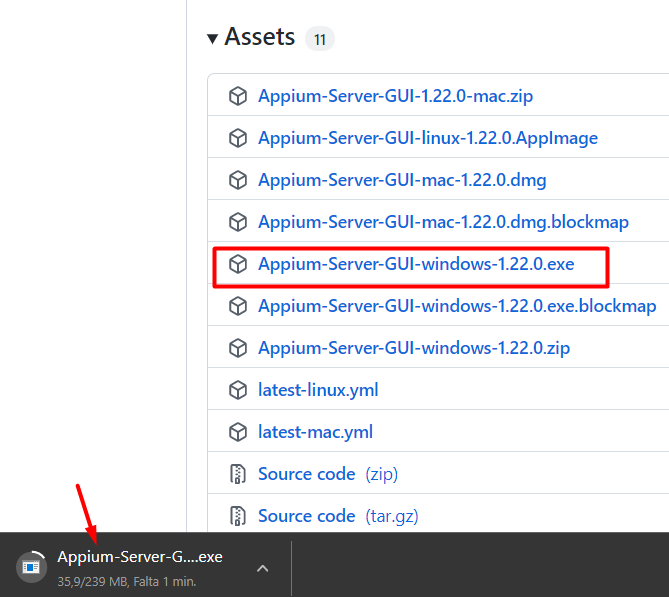 Assets 11
Appium-Server-GUI-1.22.0-mac.zip
Appium-Server-GUI-linux-1.22.0.AppImage
Appium-Server-GUI-mac-1.22.0.dmg
Appium-Server-GUI-mac-1.22.0.dmg.blockmap
Appium-Server-GUI-windows-1.22.0.exe
Appium-Server-GUI-windows-1.22.0.exe.blockmap
Appium-Server-GUI-windows-1.22.0.zip
latest-linux.yml
latest-mac.yml
Source code (zip)
Source code (tar.gz)
Appium-Server-G....exe
35,9/239 MB, Falta 1 min.